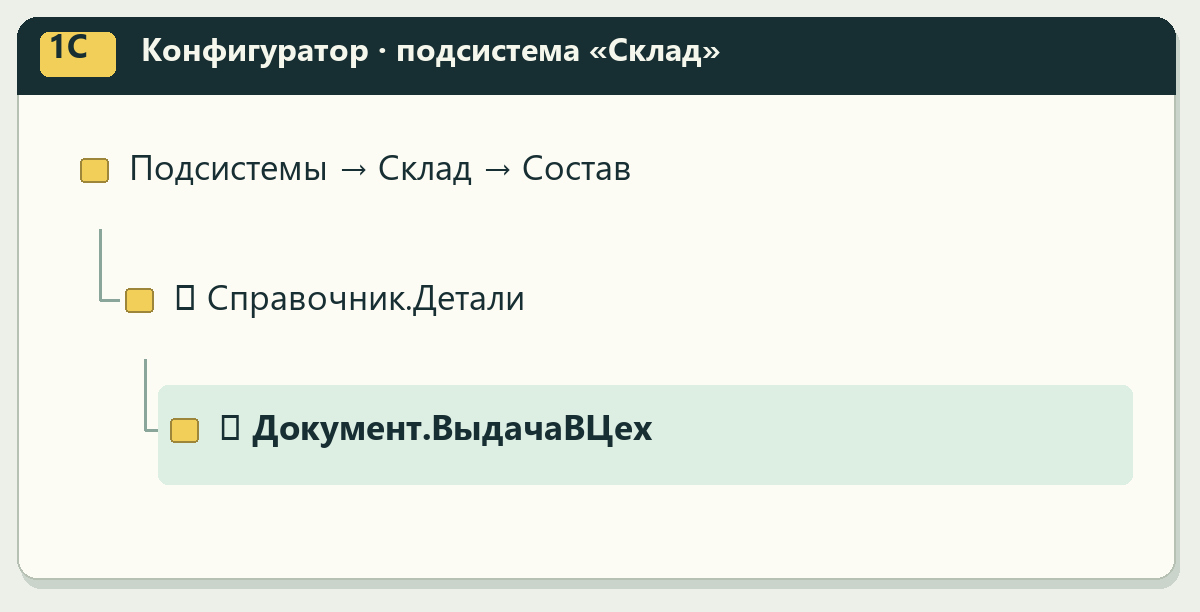 1С
Конфигуратор · подсистема «Склад»
Подсистемы → Склад → Состав
Справочник.Детали
Документ.ВыдачаВЦех